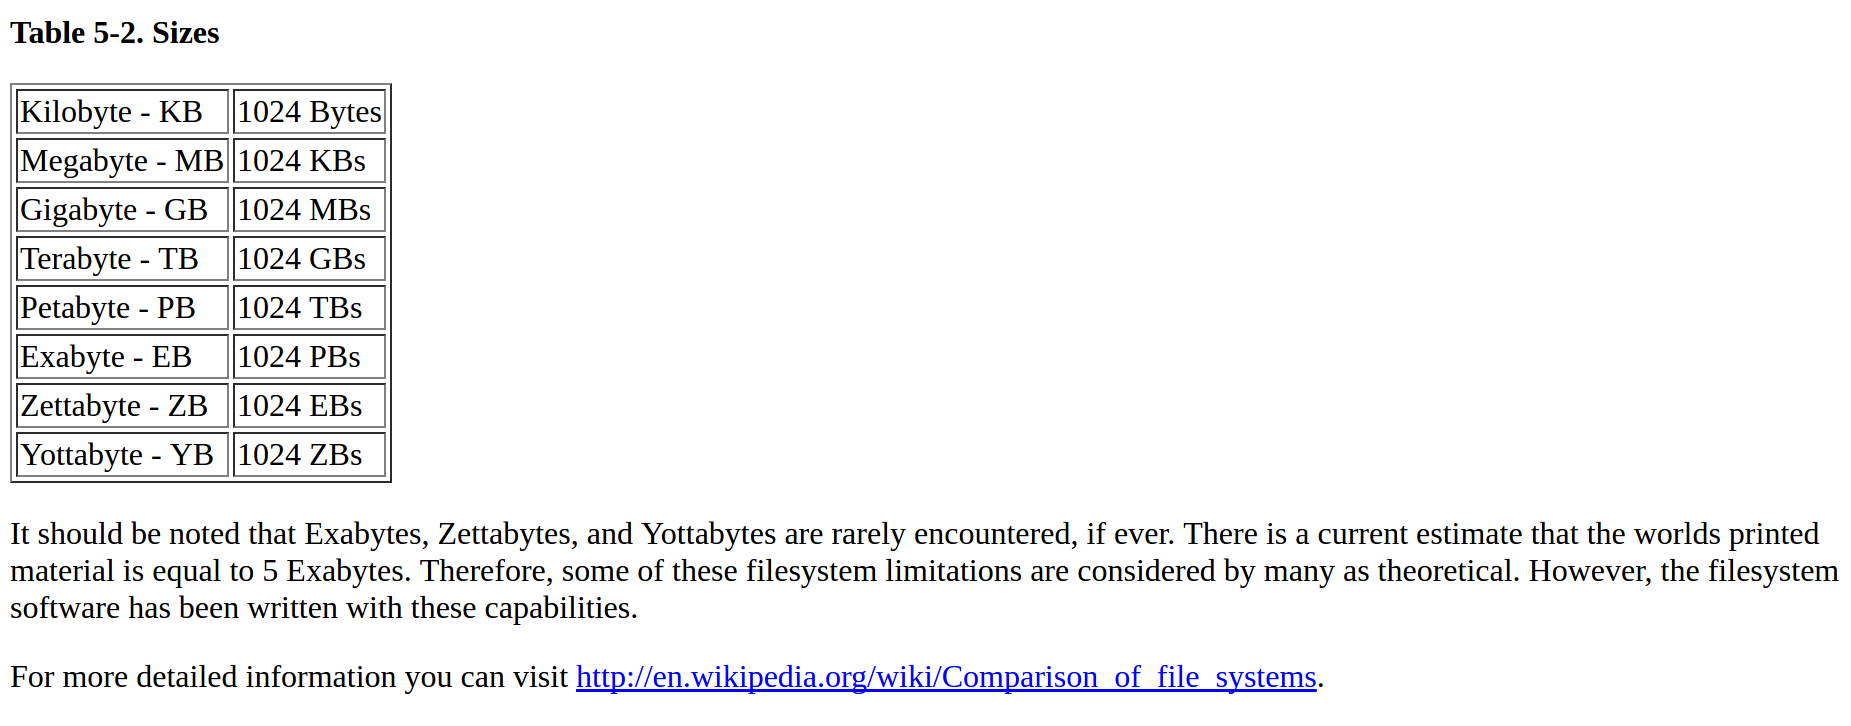 Table 5-2. Sizes
Kilobyte - KB 1024 Bytes
Megabyte - MB 1024 KBs
Gigabyte - GB 1024 MBs
Terabyte - TB 1024 GBs
Petabyte - PB 1024 TBs
Exabyte - EB 1024 PBs
Zettabyte - ZB 1024 EBs
Yottabyte - YB 1024 ZBs
It should be noted that Exabytes, Zettabytes, and Yottabytes are rarely encountered, if ever. There is a current estimate that the worlds printed
material is equal to 5 Exabytes. Therefore, some of these filesystem limitations are considered by many as theoretical. However, the filesystem
software has been written with these capabilities.
For more detailed information you can visit http://en.wikipedia.org/wiki/Comparison_of_file_systems.